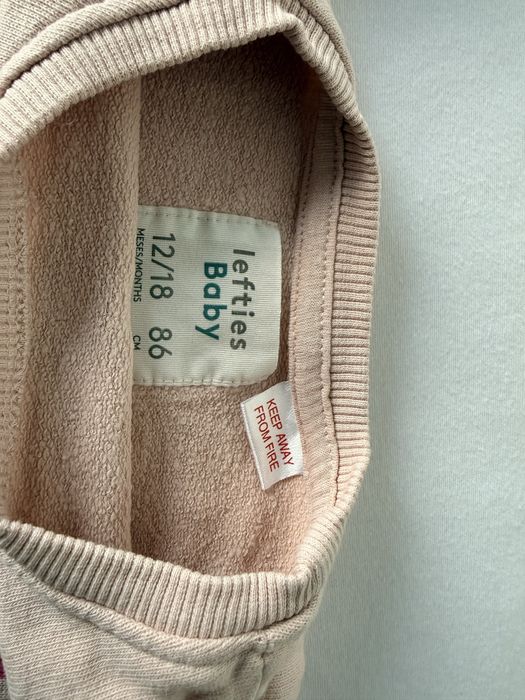 lefties
Baby
12/18 86
MESES/MONTHS CM
KEEP AWAY
FROM FIRE